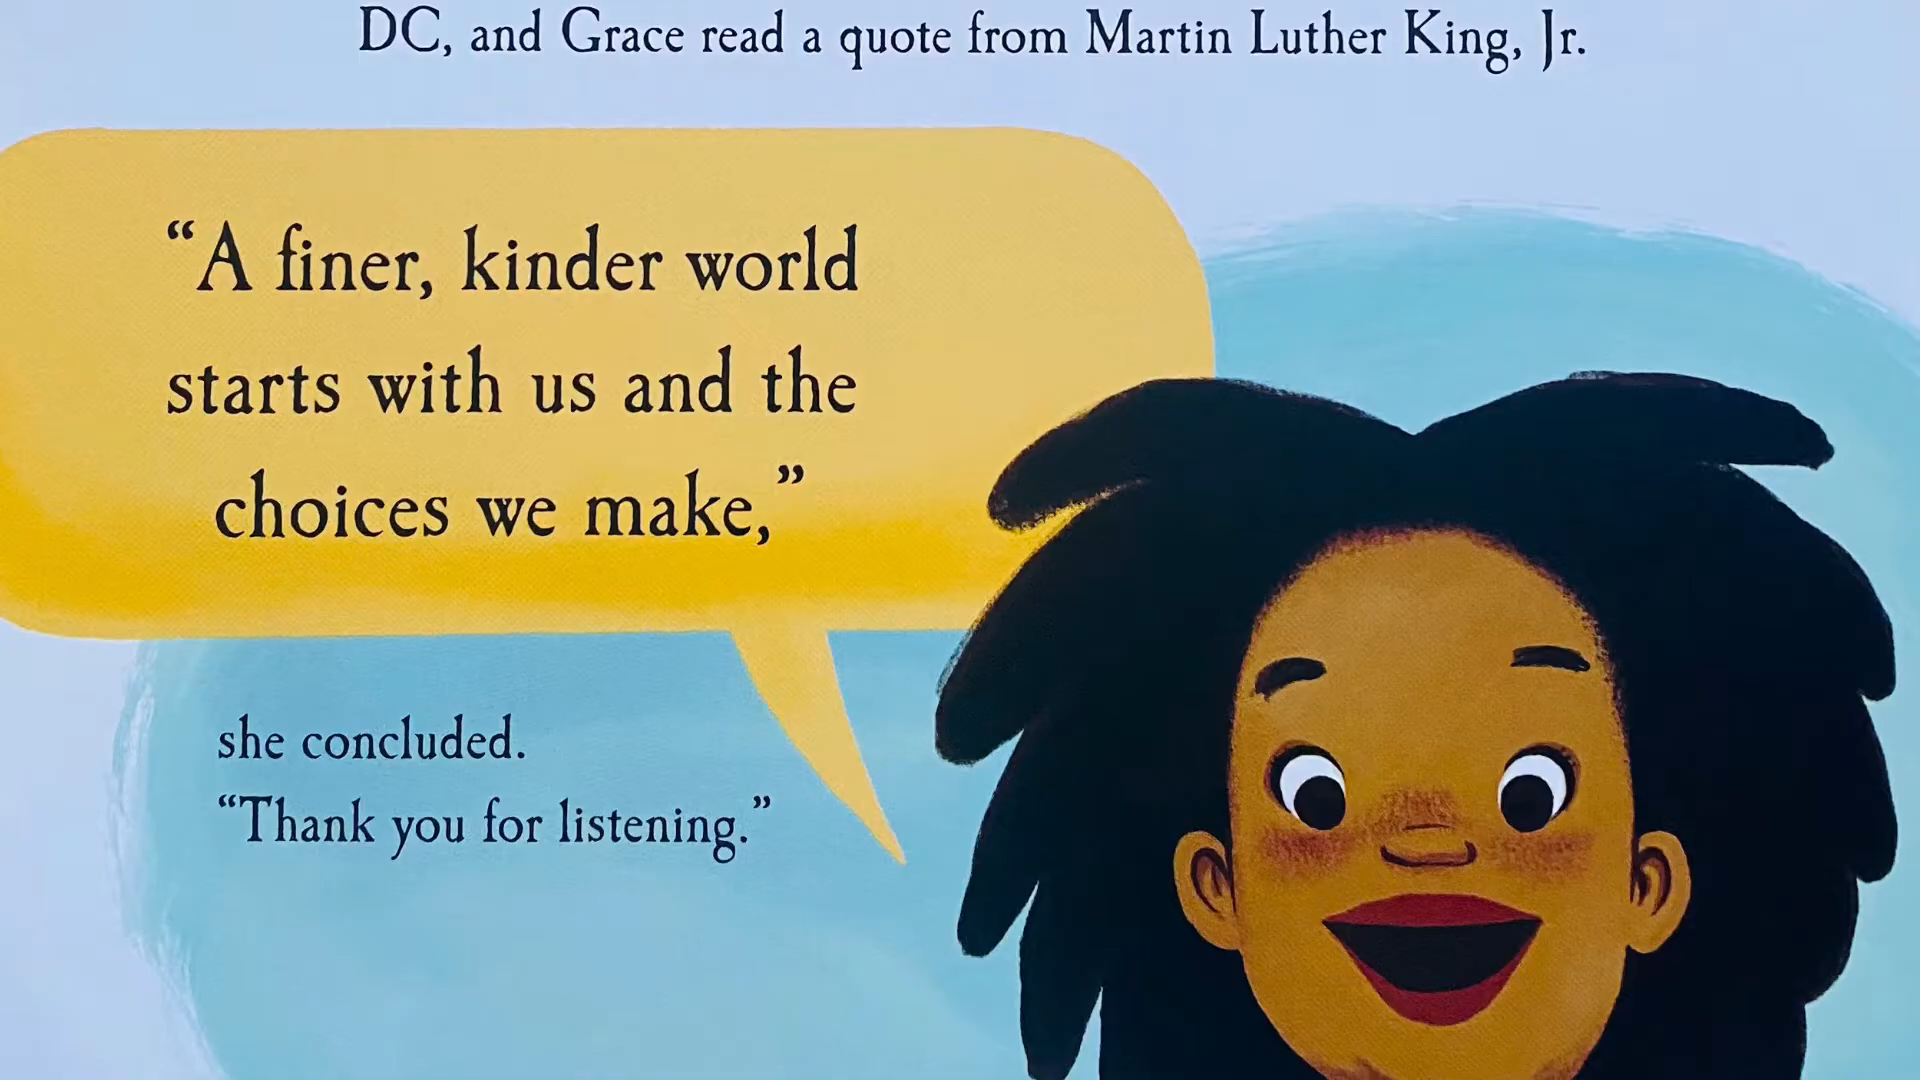 DC, and Grace read a quote from Martin Luther King, Jr.
“A finer, kinder world
starts with us and the
choices we make,”
she concluded.
“Thank you for listening.”